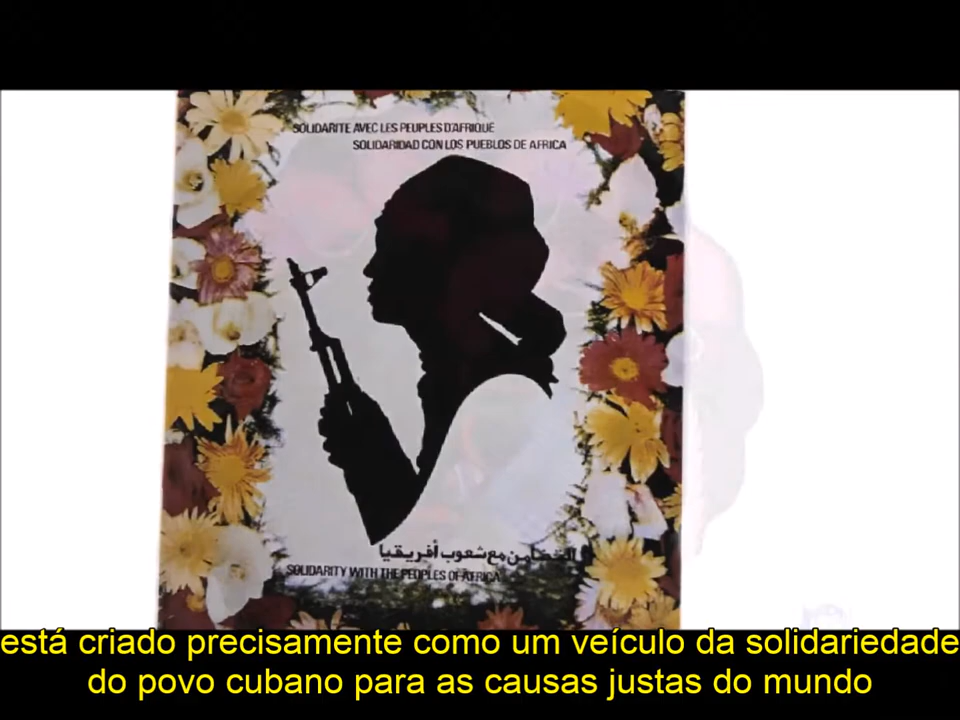 SOLIDARITE AVEC LES PEUPLES D'AFRIQUE
SOLIDARIDAD CON LOS PUEBLOS DE AFRICA
التضامن مع شعوب أفريقيا
SOLIDARITY WITH THE PEOPLES OF AFRICA
está criado precisamente como um veículo da solidariedade
do povo cubano para as causas justas do mundo